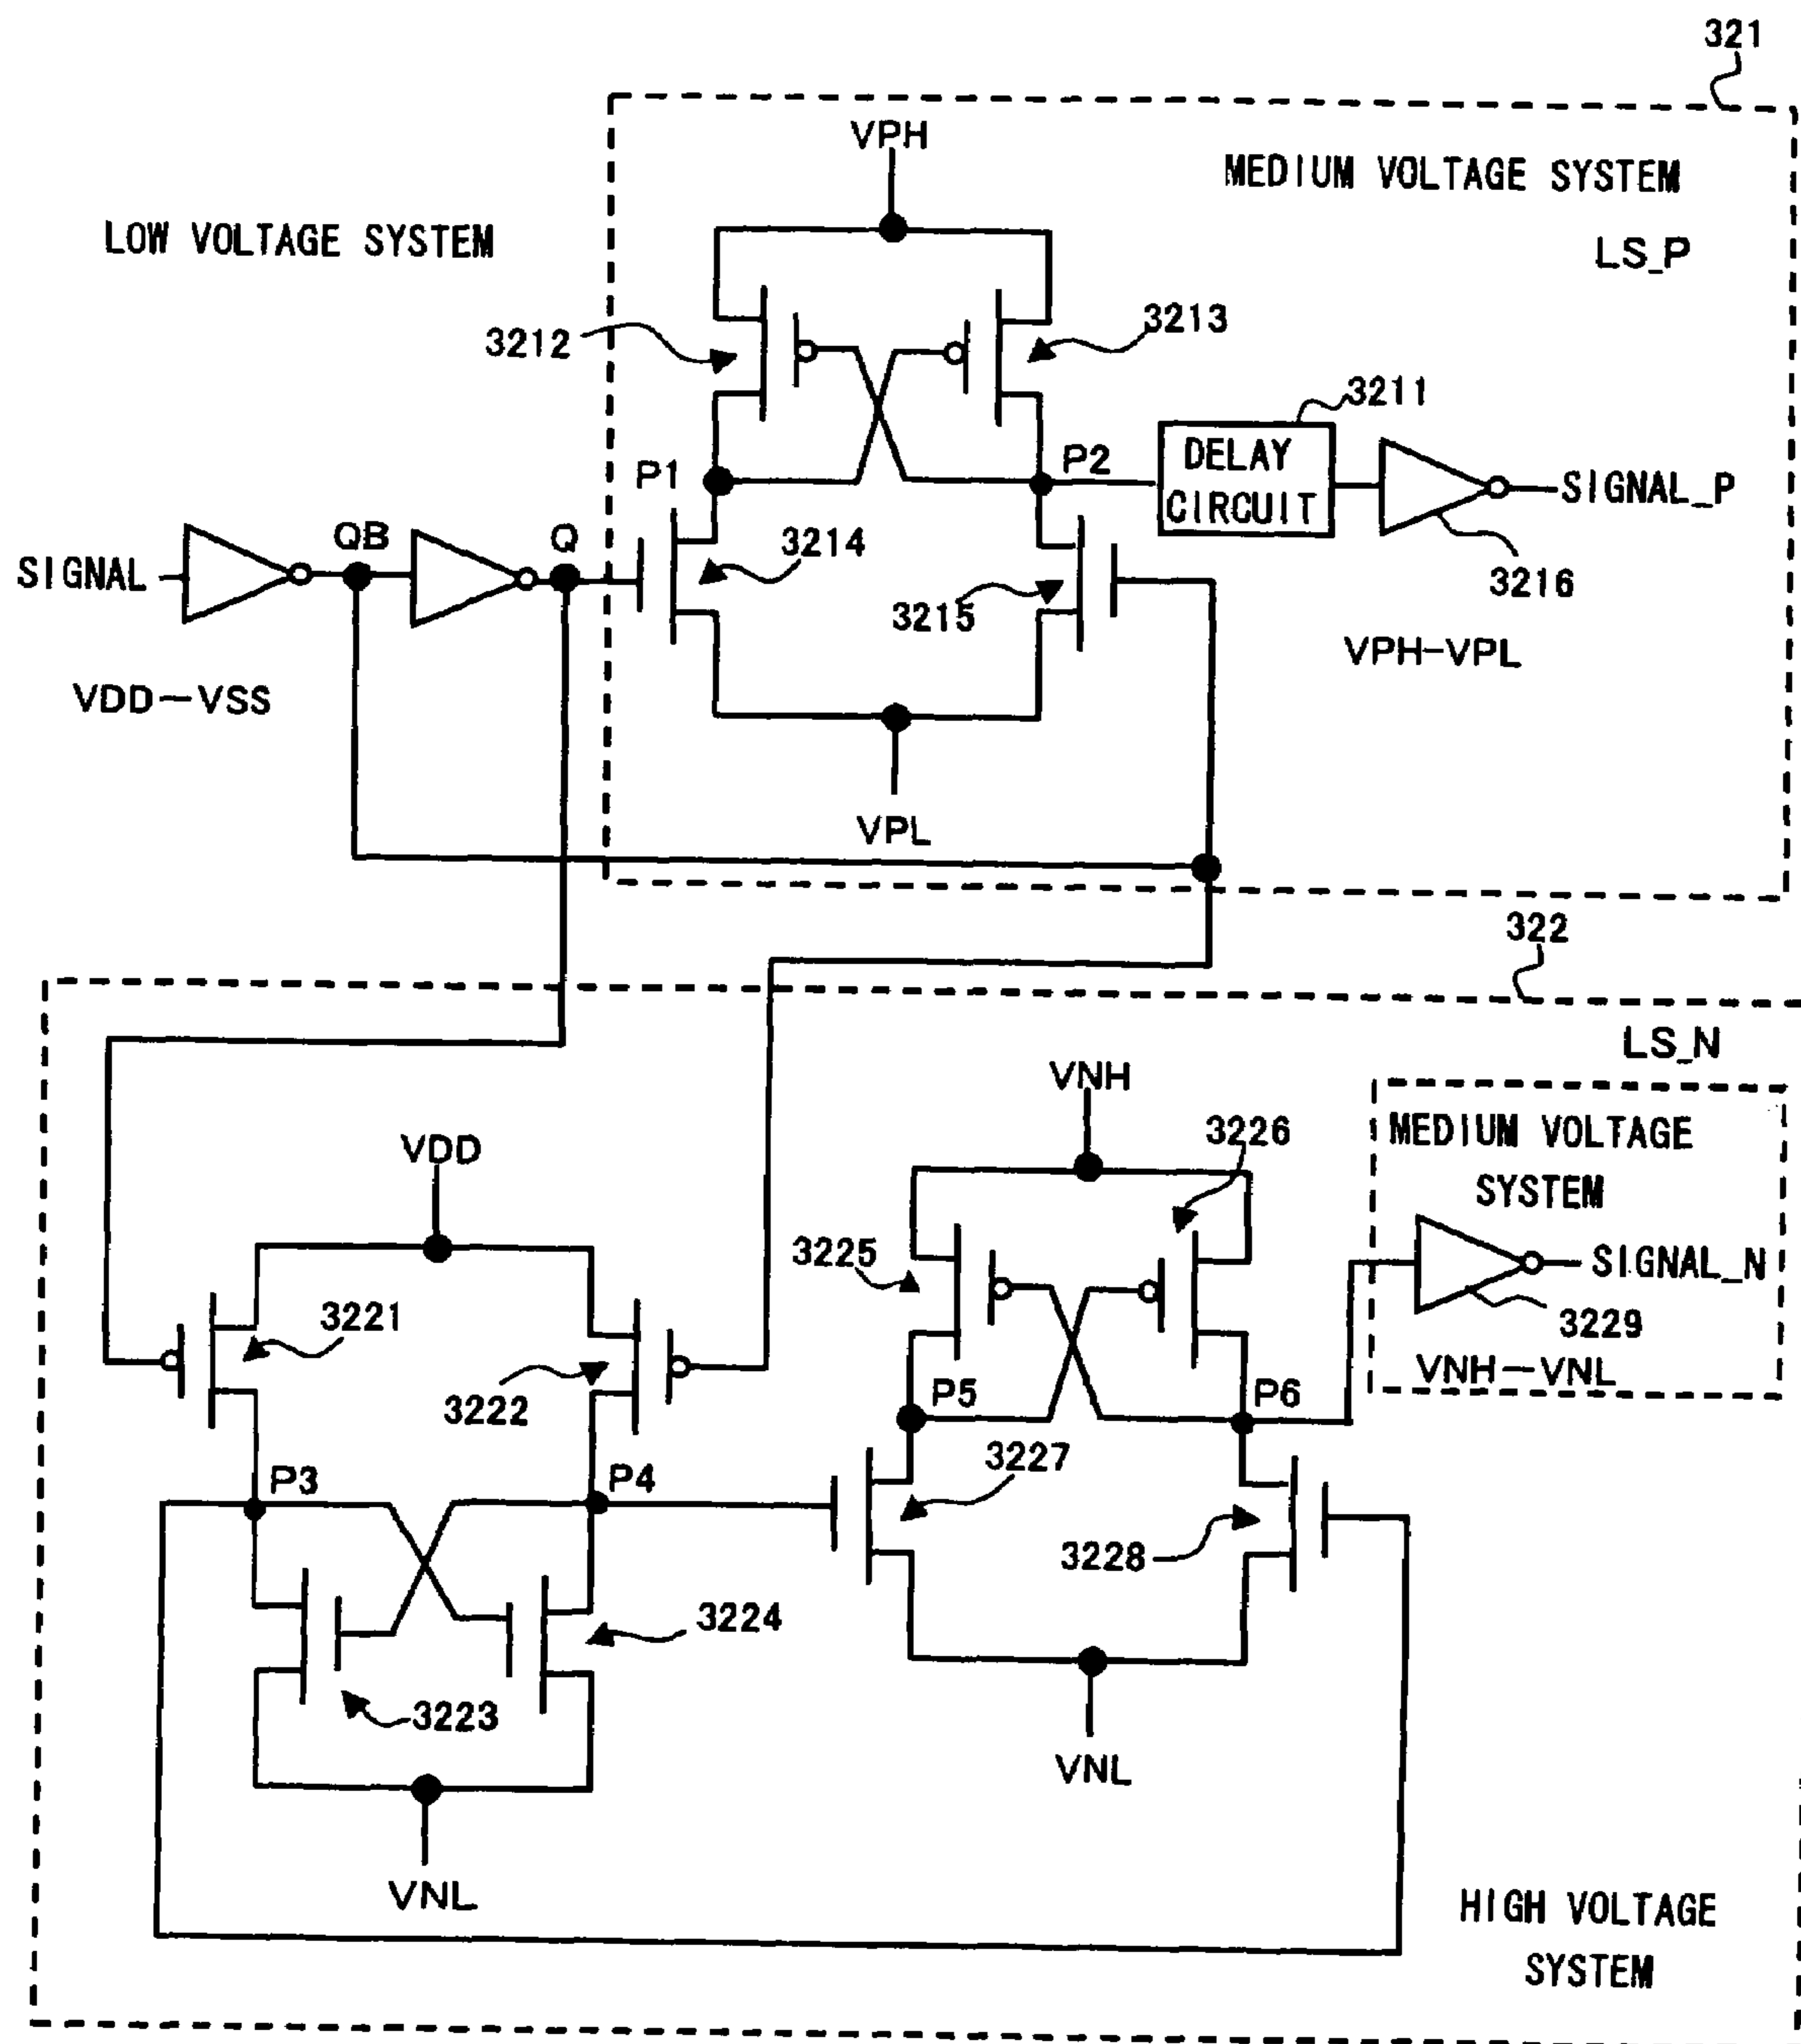 321
VPH
MEDIUM VOLTAGE SYSTEM
LOW VOLTAGE SYSTEM
LS_P
3212
3213
3211
P1
P2
DELAY
CIRCUIT
SIGNAL_P
QB
Q
3214
SIGNAL
3215
3216
VPH-VPL
VDD-VSS
VPL
322
LS_N
VNH
3226
MEDIUM VOLTAGE
SYSTEM
VDD
3225
SIGNAL_N
3221
3229
VNH-VNL
3222
P5
P6
P3
P4
3227
3228
3224
3223
VNL
VNL
HIGH VOLTAGE
SYSTEM